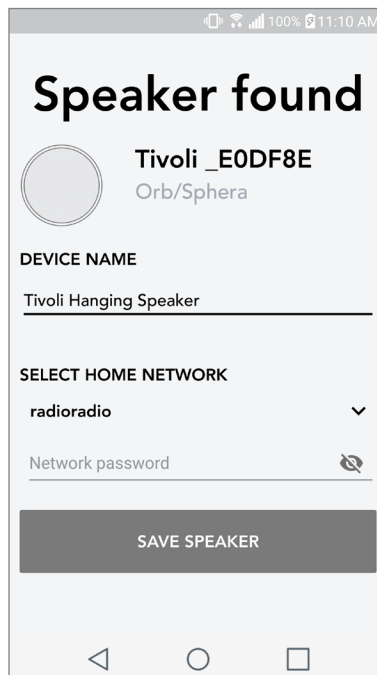 100% 11:10 AM
Speaker found
Tivoli _E0DF8E
Orb/Sphera
DEVICE NAME
Tivoli Hanging Speaker
SELECT HOME NETWORK
radioradio
Network password
SAVE SPEAKER